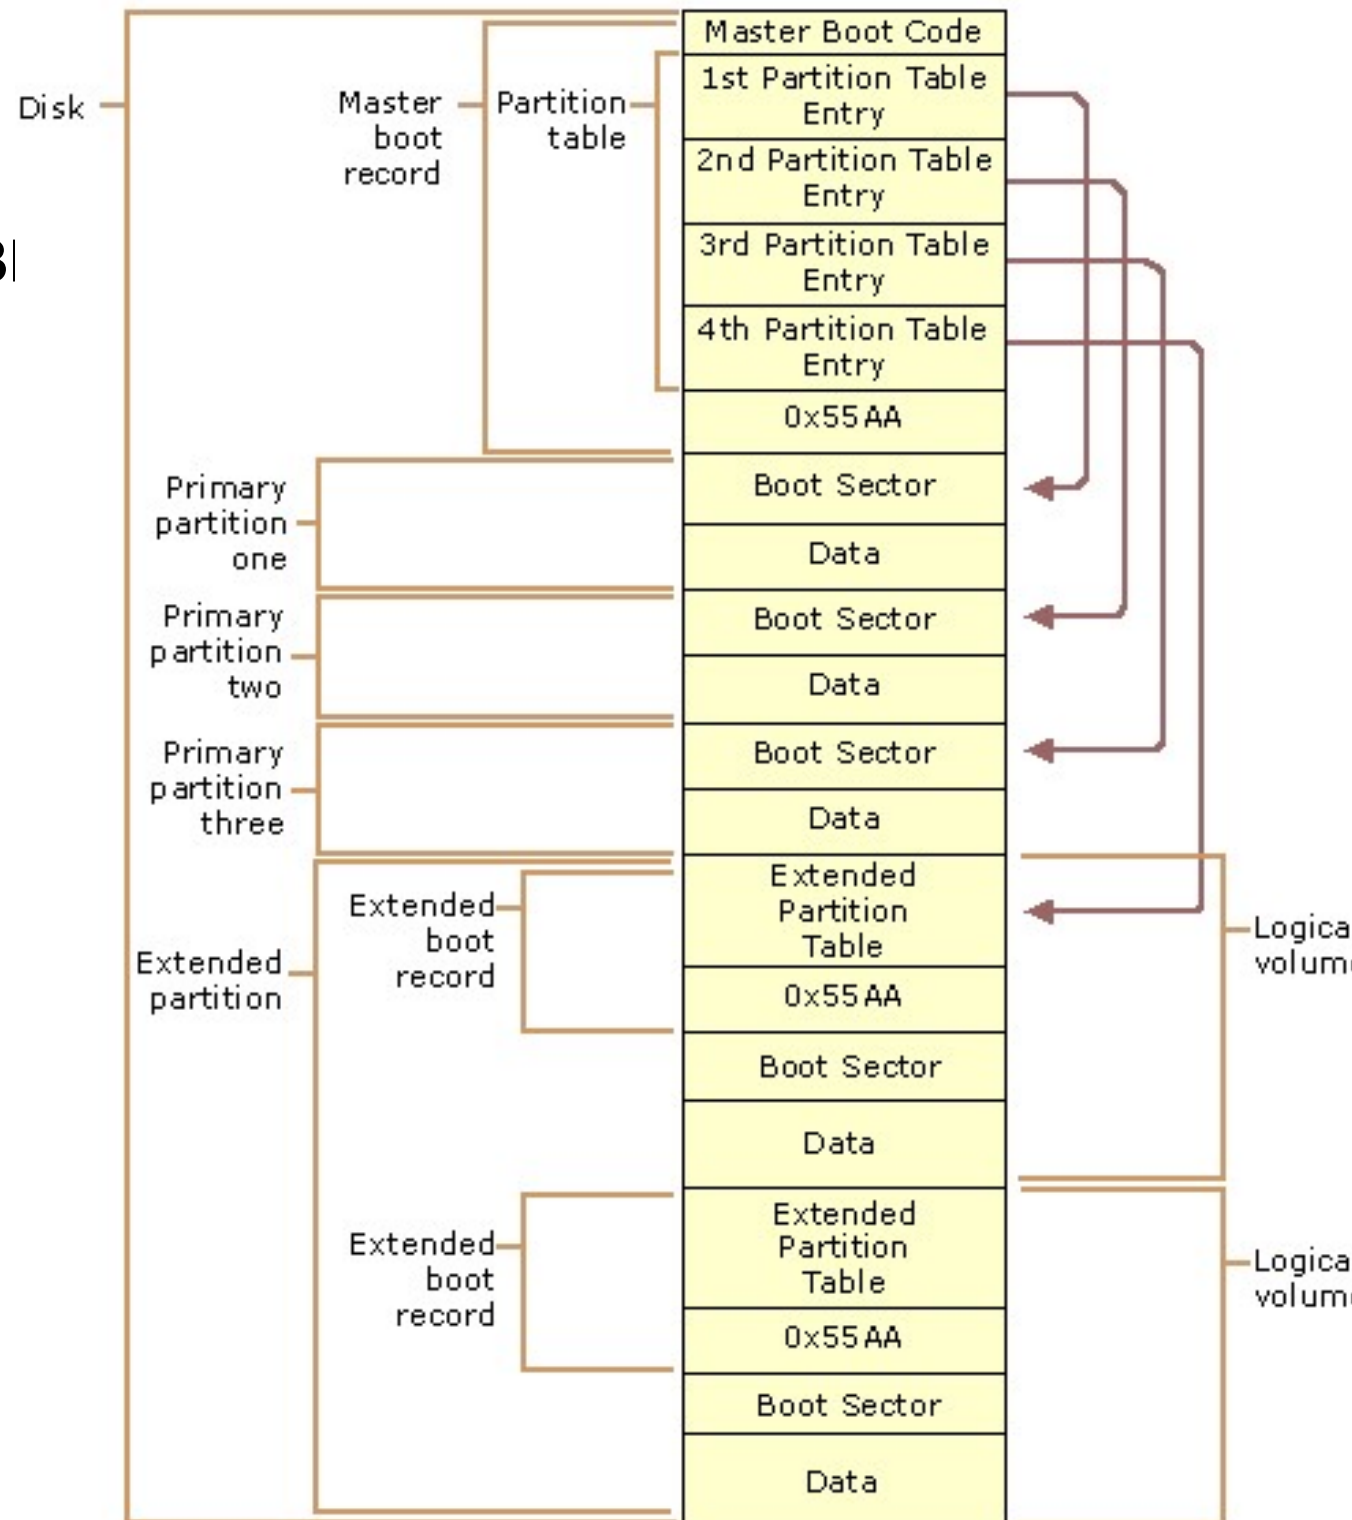 Master Boot Code
Disk
Master
boot
record
Partition
table
1st Partition Table
Entry
2nd Partition Table
Entry
3rd Partition Table
Entry
4th Partition Table
Entry
0x55AA
Primary
partition
one
Boot Sector
Data
Primary
partition
two
Boot Sector
Data
Primary
partition
three
Boot Sector
Data
Extended
partition
Extended
boot
record
Extended
Partition
Table
0x55AA
Boot Sector
Data
Extended
boot
record
Extended
Partition
Table
0x55AA
Boot Sector
Data